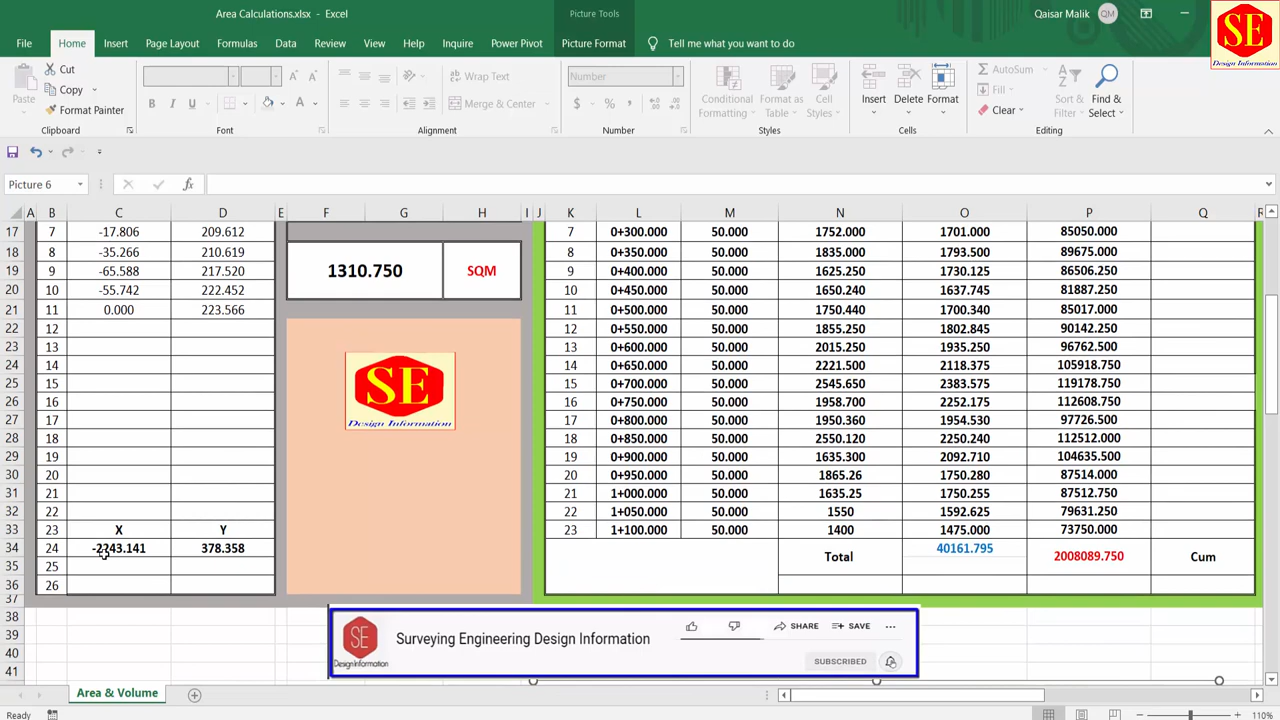 Area Calculations.xlsx – Excel
Picture Tools
Qaisar Malik
QM
SE
Design Information
File Home Insert Page Layout Formulas Data Review View Help Inquire Power Pivot Picture Format Tell me what you want to do
Cut
Copy
Format Painter
Paste
Wrap Text
Merge & Center
Number
Conditional Formatting
Format as Table
Cell Styles
Insert Delete Format
AutoSum
Fill
Clear
Sort & Filter
Find & Select
Clipboard Font Alignment Number Styles Cells Editing
Picture 6
fx
A B C D E F G H I J K L M N O P Q R
17 7 -17.806 209.612 7 0+300.000 50.000 1752.000 1701.000 85050.000
18 8 -35.266 210.619 8 0+350.000 50.000 1835.000 1793.500 89675.000
19 9 -65.588 217.520 1310.750 SQM 9 0+400.000 50.000 1625.250 1730.125 86506.250
20 10 -55.742 222.452 10 0+450.000 50.000 1650.240 1637.745 81887.250
21 11 0.000 223.566 11 0+500.000 50.000 1750.440 1700.340 85017.000
22 12 12 0+550.000 50.000 1855.250 1802.845 90142.250
23 13 13 0+600.000 50.000 2015.250 1935.250 96762.500
24 14 14 0+650.000 50.000 2221.500 2118.375 105918.750
25 15 SE 15 0+700.000 50.000 2545.650 2383.575 119178.750
26 16 16 0+750.000 50.000 1958.700 2252.175 112608.750
27 17 Design Information 17 0+800.000 50.000 1950.360 1954.530 97726.500
28 18 18 0+850.000 50.000 2550.120 2250.240 112512.000
29 19 19 0+900.000 50.000 1635.300 2092.710 104635.500
30 20 20 0+950.000 50.000 1865.26 1750.280 87514.000
31 21 21 1+000.000 50.000 1635.25 1750.255 87512.750
32 22 22 1+050.000 50.000 1550 1592.625 79631.250
33 23 X Y 23 1+100.000 50.000 1400 1475.000 73750.000
34 24 -2243.141 378.358 Total 40161.795 2008089.750 Cum
35 25
36 26
37
38
39
40
41
SE
DesignInformation
Surveying Engineering Design Information
SHARE SAVE
SUBSCRIBED
Area & Volume
Ready
110%